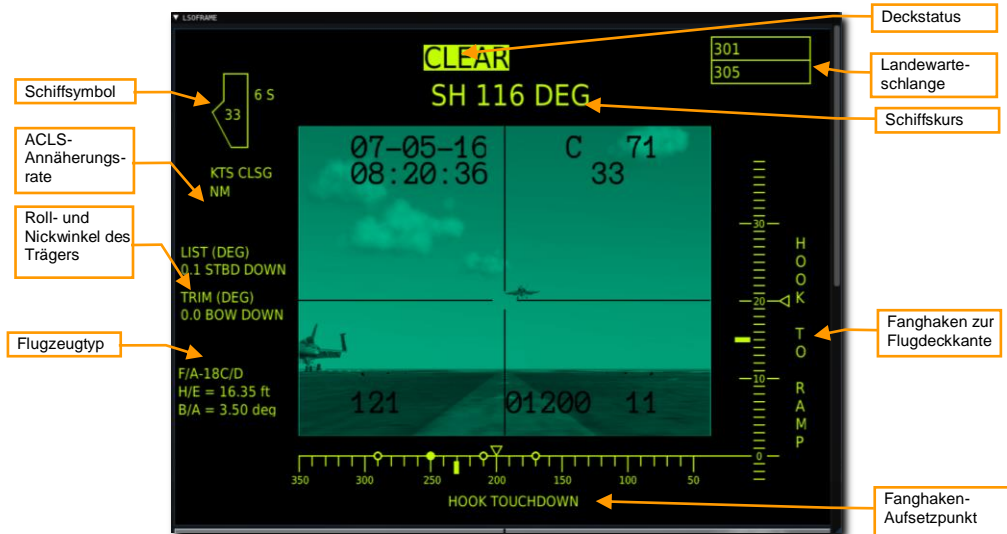 LSOFRAME
Deckstatus
CLEAR
301
305
Landewarte-
schlange
Schiffsymbol
6 S
33
SH 116 DEG
Schiffskurs
ACLS-
Annäherungs-
rate
KTS CLSG
NM
07-05-16
08:20:36
C 71
33
Roll- und
Nickwinkel des
Trägers
LIST (DEG)
0.1 STBD DOWN
TRIM (DEG)
0.0 BOW DOWN
30
20
10
0
HOOK TO RAMP
Fanghaken zur
Flugdeckkante
Flugzeugtyp
F/A-18C/D
H/E = 16.35 ft
B/A = 3.50 deg
121
01200 11
350 300 250 200 150 100 50
HOOK TOUCHDOWN
Fanghaken-
Aufsetzpunkt